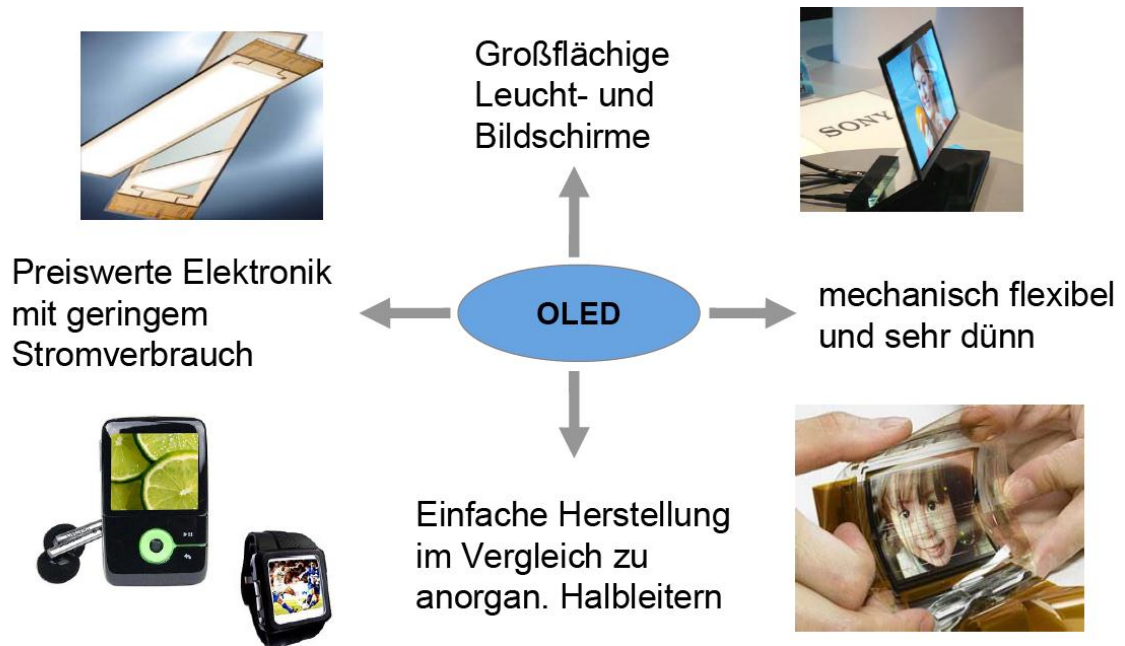 Großflächige
Leucht- und
Bildschirme
SONY
Preiswerte Elektronik
mit geringem
Stromverbrauch
OLED
mechanisch flexibel
und sehr dünn
Einfache Herstellung
im Vergleich zu
anorgan. Halbleitern